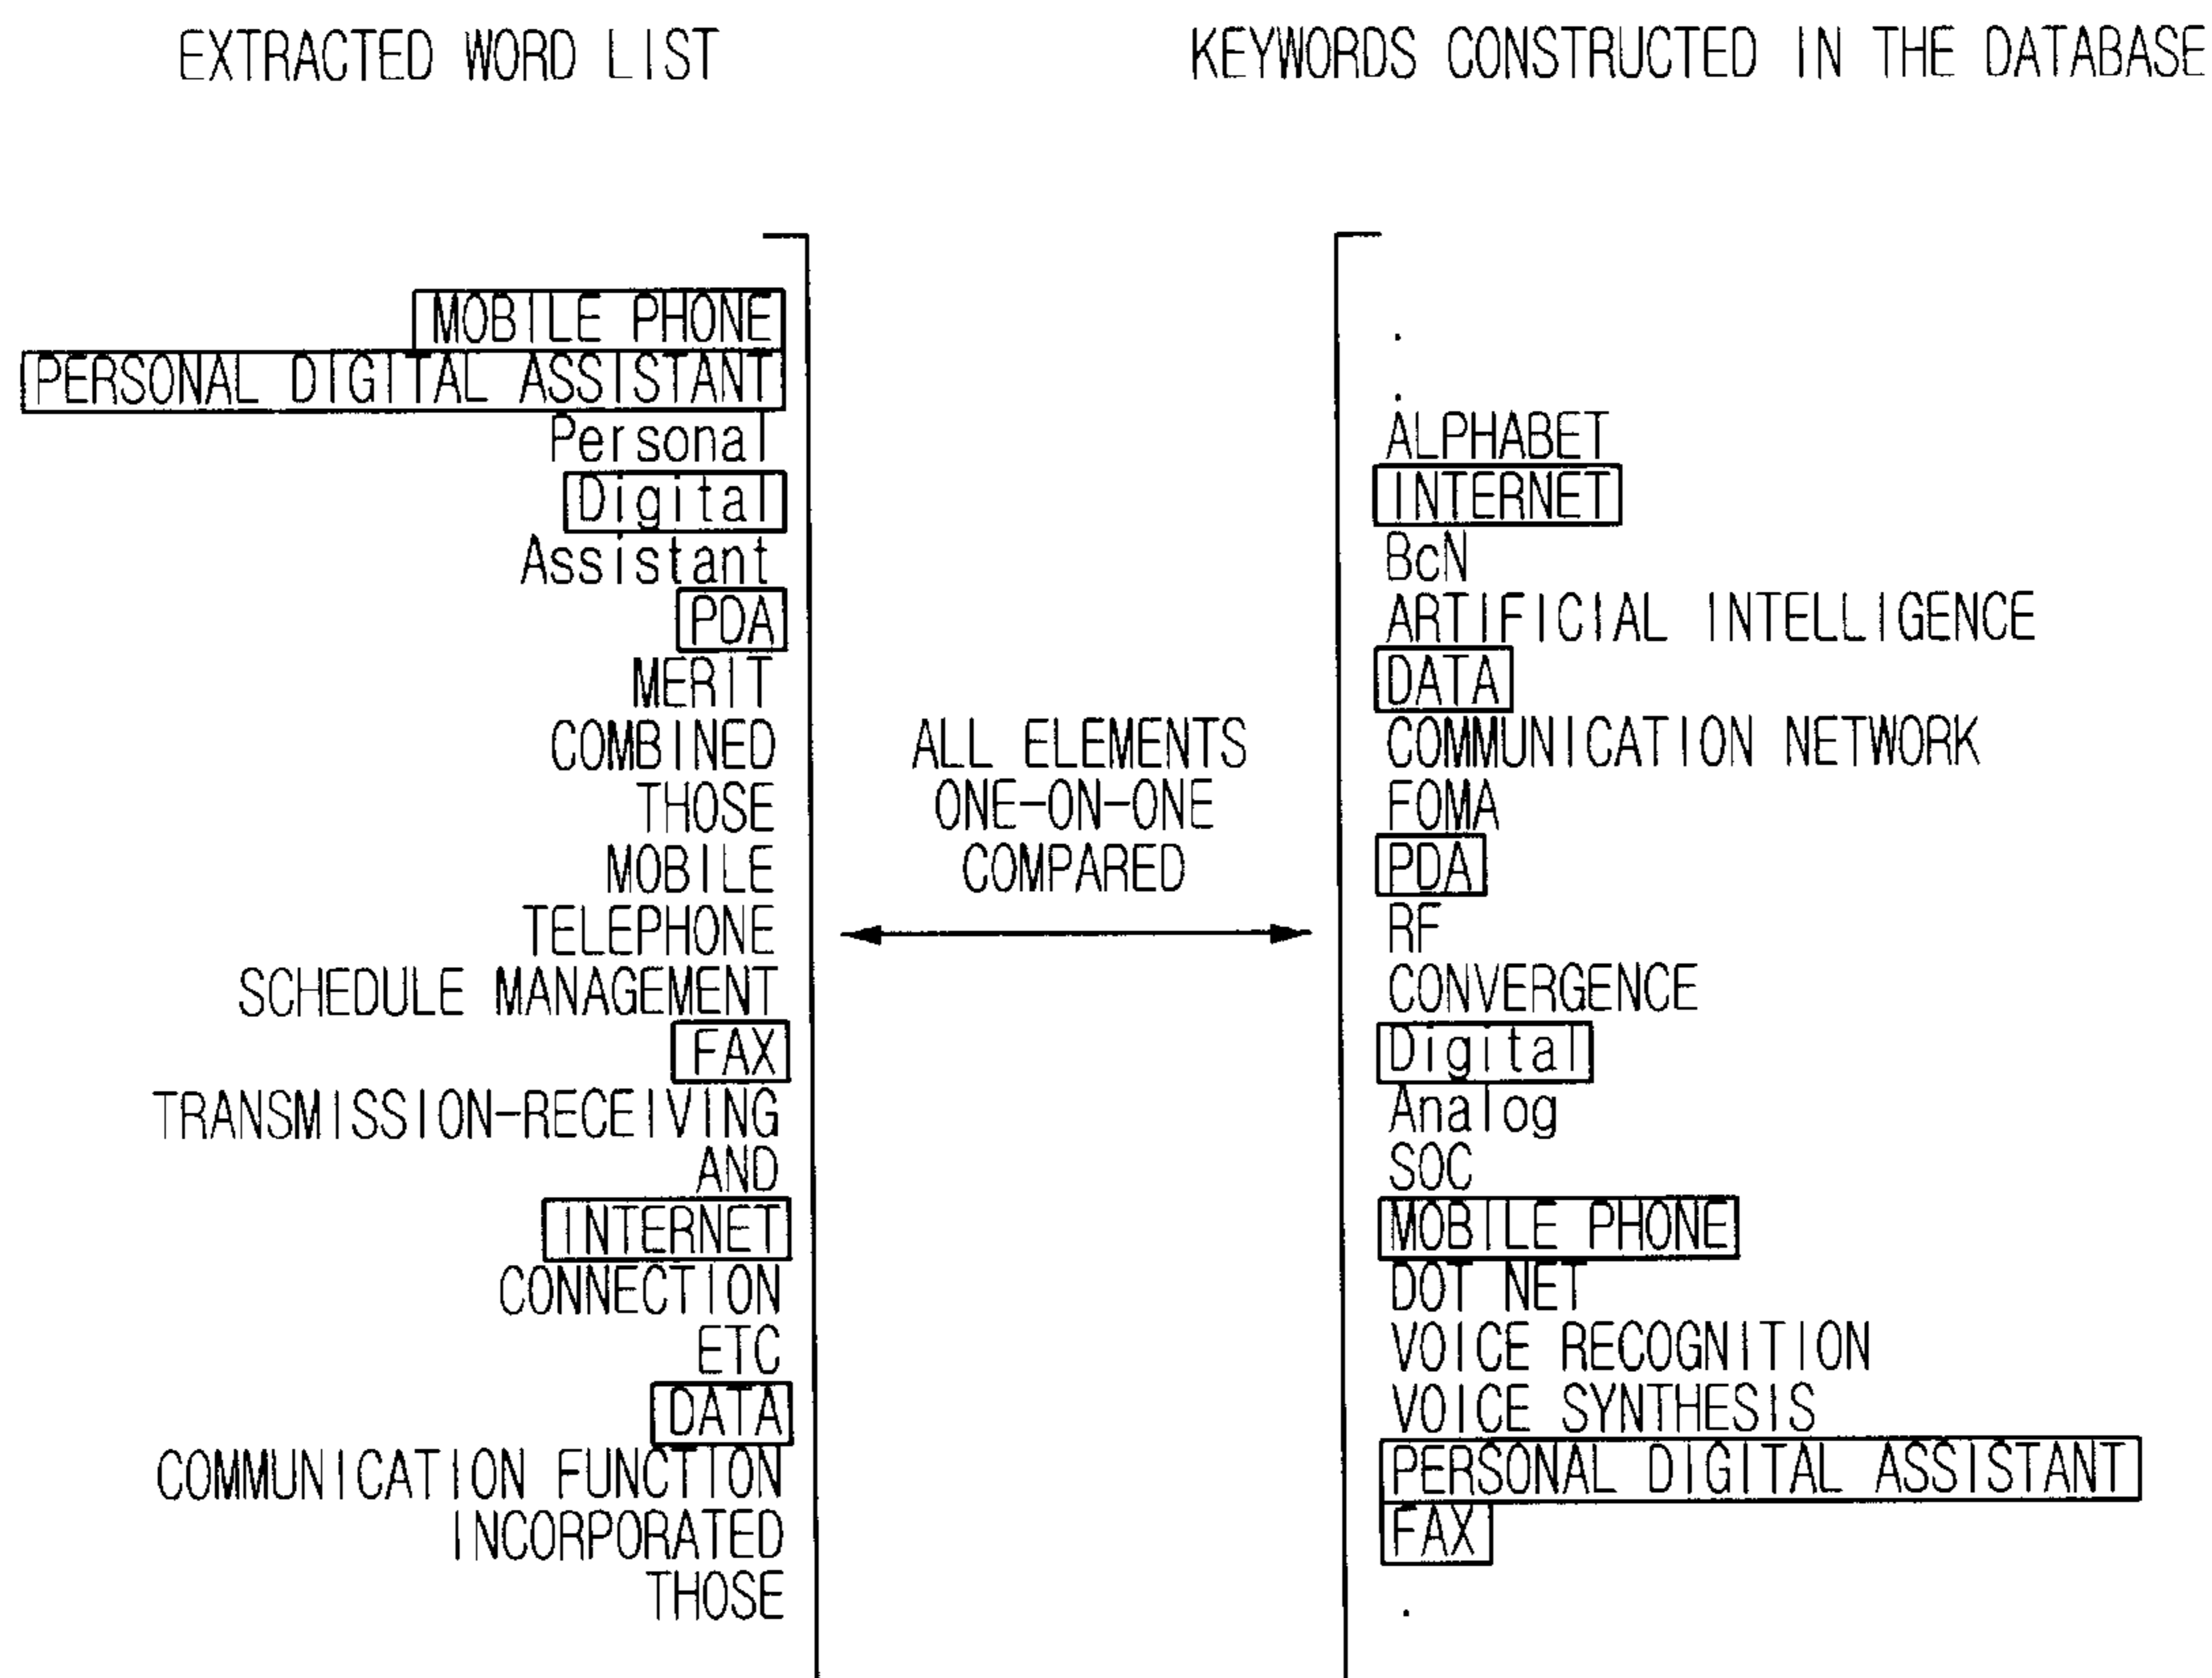 EXTRACTED WORD LIST
KEYWORDS CONSTRUCTED IN THE DATABASE
MOBILE PHONE
PERSONAL DIGITAL ASSISTANT
Personal
Digital
Assistant
PDA
MERIT
COMBINED
THOSE
MOBILE
TELEPHONE
SCHEDULE MANAGEMENT
FAX
TRANSMISSION-RECEIVING
AND
INTERNET
CONNECTION
ETC
DATA
COMMUNICATION FUNCTION
INCORPORATED
THOSE
ALL ELEMENTS
ONE-ON-ONE
COMPARED
.
.
ALPHABET
INTERNET
BcN
ARTIFICIAL INTELLIGENCE
DATA
COMMUNICATION NETWORK
FOMA
PDA
RF
CONVERGENCE
Digital
Analog
SOC
MOBILE PHONE
DOT NET
VOICE RECOGNITION
VOICE SYNTHESIS
PERSONAL DIGITAL ASSISTANT
FAX
.